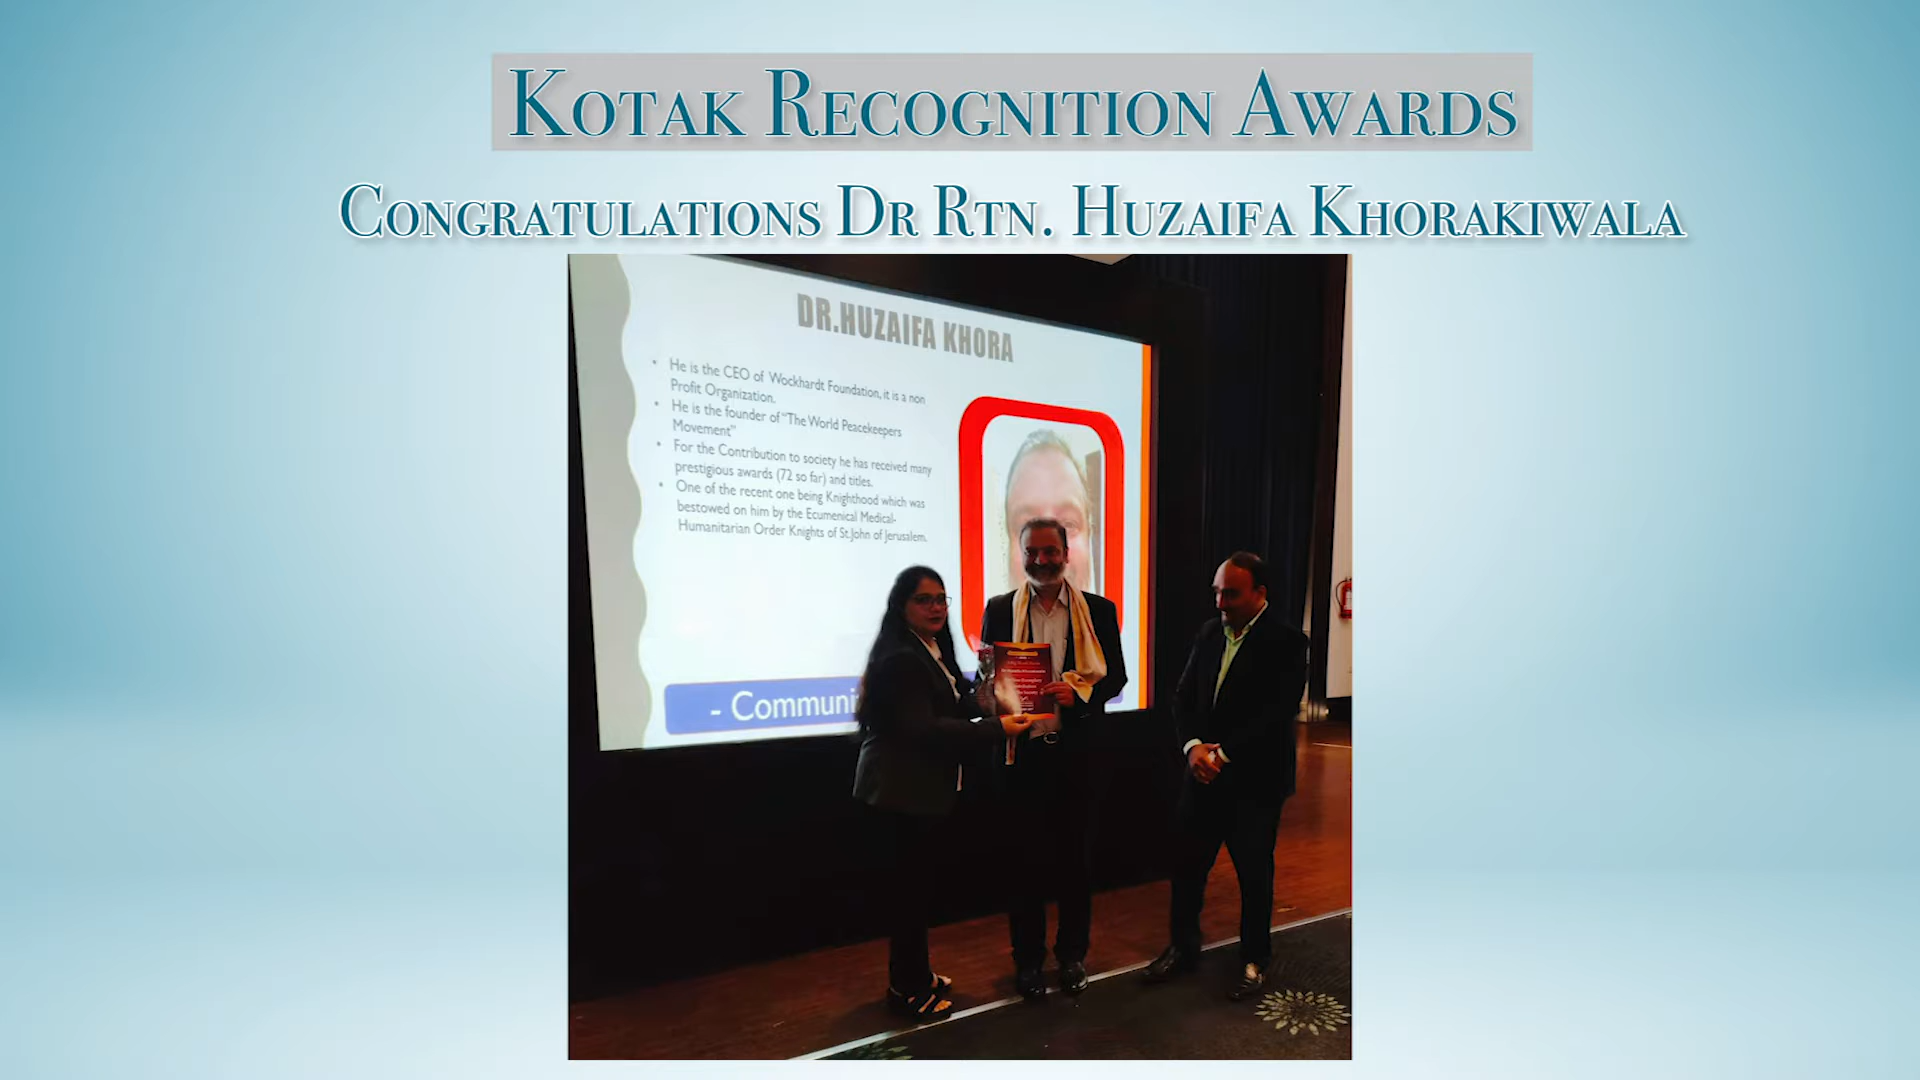 Kotak Recognition Awards
Congratulations Dr Rtn. Huzaifa Khorakiwala
DR.HUZAIFA KHORA
• He is the CEO of Wockhardt Foundation, it is a non
Profit Organization.
• He is the founder of "The World Peacekeepers
Movement"
• For the Contribution to society he has received many
prestigious awards (72 so far) and titles.
• One of the recent one being Knighthood which was
bestowed on him by the Ecumenical Medical-
Humanitarian Order Knights of St.John of Jerusalem.
- Communi